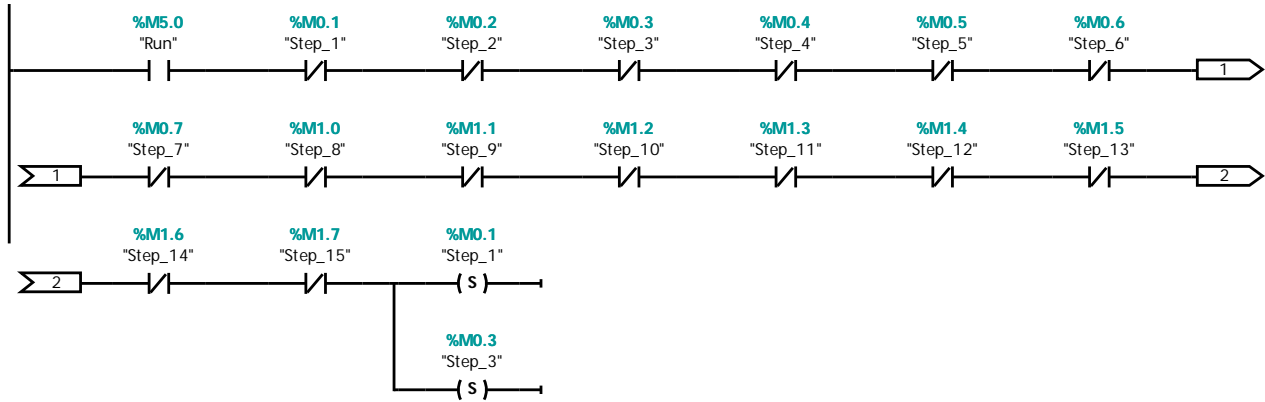 %M5.0 %M0.1 %M0.2 %M0.3 %M0.4 %M0.5 %M0.6
"Run" "Step_1" "Step_2" "Step_3" "Step_4" "Step_5" "Step_6"
1
%M0.7 %M1.0 %M1.1 %M1.2 %M1.3 %M1.4 %M1.5
"Step_7" "Step_8" "Step_9" "Step_10" "Step_11" "Step_12" "Step_13"
1 2
%M1.6 %M1.7 %M0.1
"Step_14" "Step_15" "Step_1"
2 S
%M0.3
"Step_3"
S